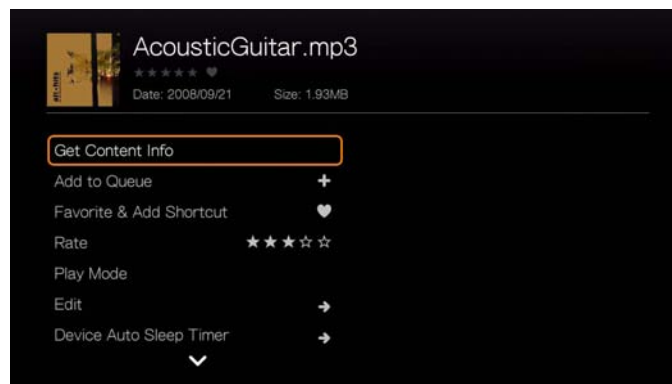 AcousticGuitar.mp3
Date: 2008/09/21 Size: 1.93MB
Get Content Info
Add to Queue
Favorite & Add Shortcut
Rate
Play Mode
Edit
Device Auto Sleep Timer